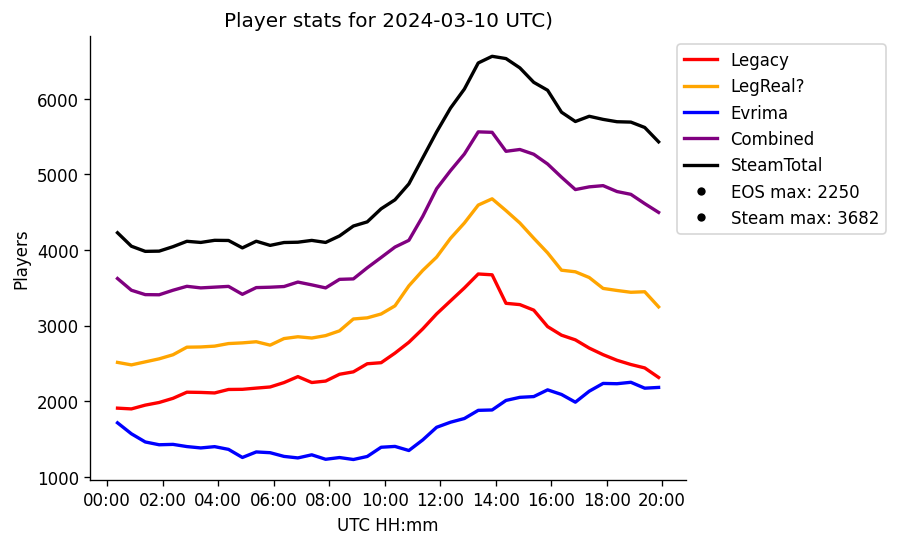 Player stats for 2024-03-10 UTC)
Legacy
LegReal?
Evrima
Combined
SteamTotal
EOS max: 2250
Steam max: 3682
Players
6000
5000
4000
3000
2000
1000
00:00 02:00 04:00 06:00 08:00 10:00 12:00 14:00 16:00 18:00 20:00
UTC HH:mm